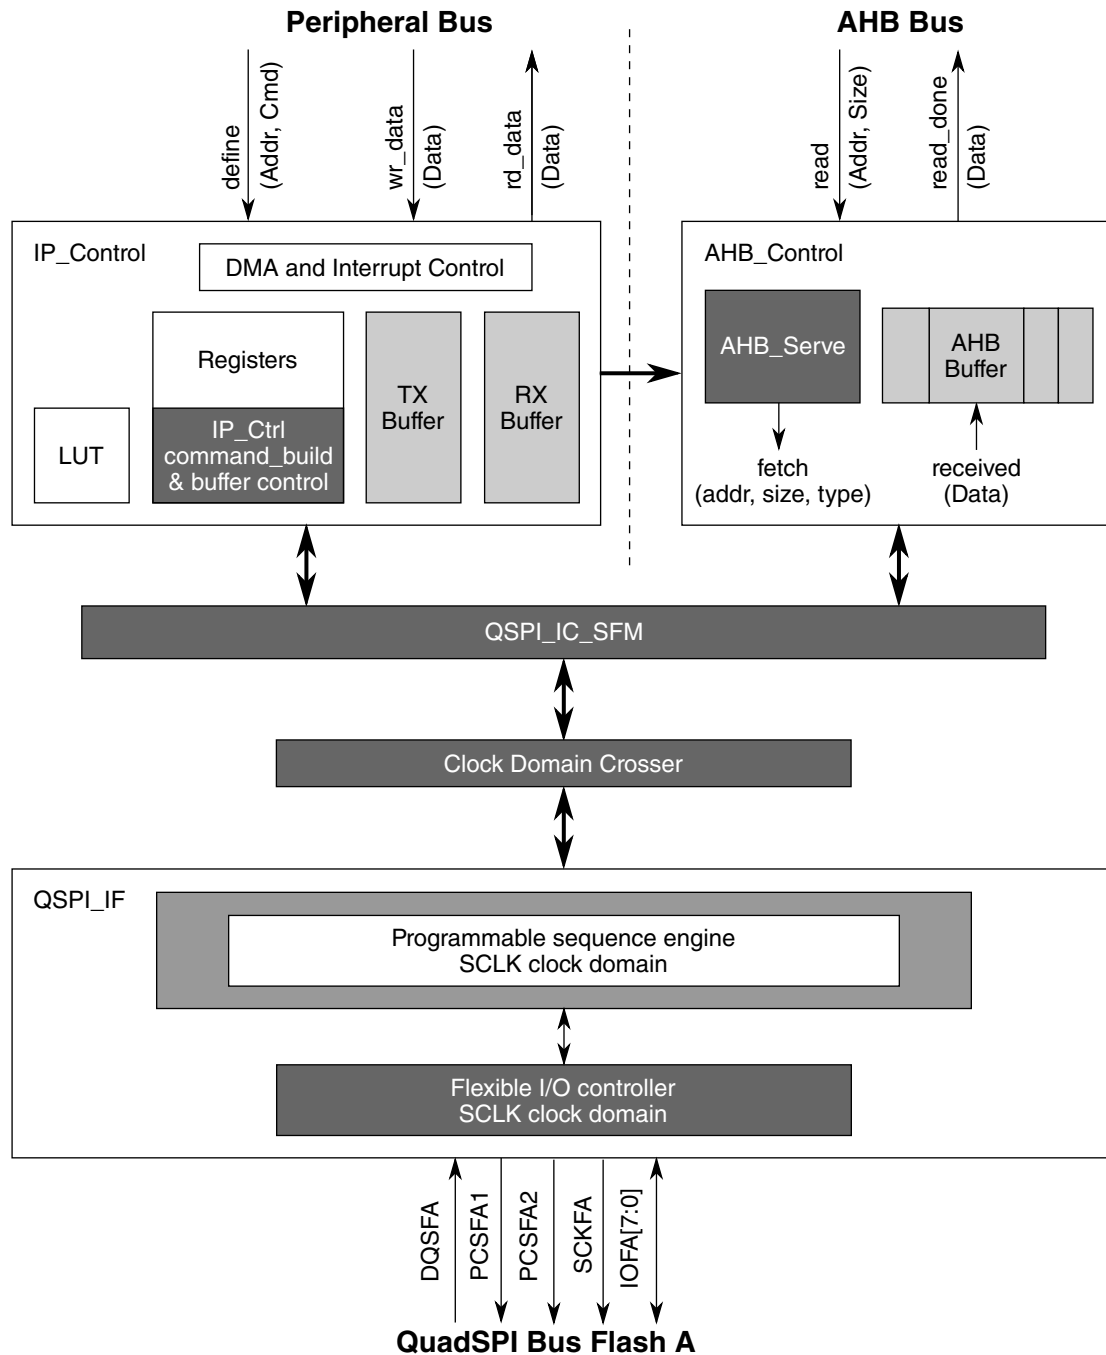 Peripheral Bus
AHB Bus
define
(Addr, Cmd)
wr_data
(Data)
rd_data
(Data)
read
(Addr, Size)
read_done
(Data)
IP_Control
DMA and Interrupt Control
Registers
LUT
IP_Ctrl
command_build
& buffer control
TX
Buffer
RX
Buffer
AHB_Control
AHB_Serve
AHB
Buffer
fetch
(addr, size, type)
received
(Data)
QSPI_IC_SFM
Clock Domain Crosser
QSPI_IF
Programmable sequence engine
SCLK clock domain
Flexible I/O controller
SCLK clock domain
DQSFA
PCSFA1
PCSFA2
SCKFA
IOFA[7:0]
QuadSPI Bus Flash A